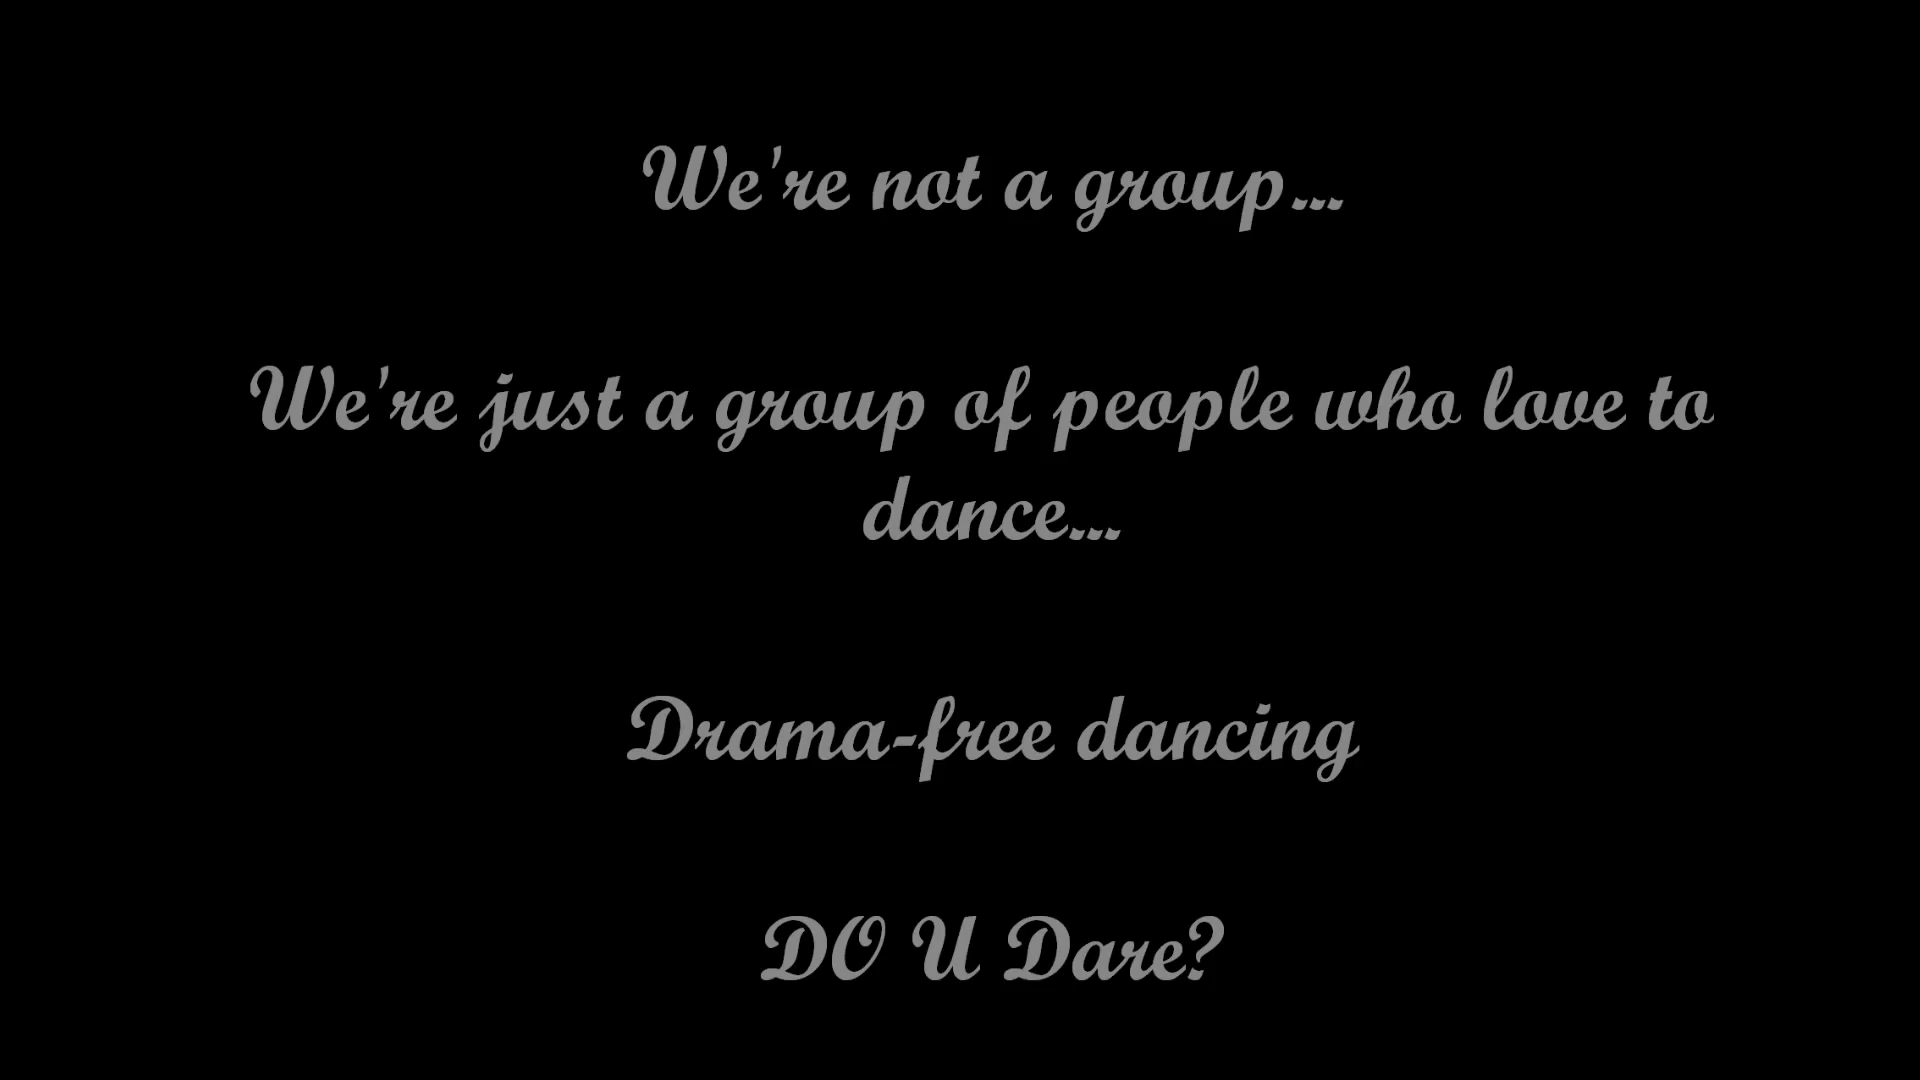 We're not a group...
We're just a group of people who love to
dance...
Drama-free dancing
DO U Dare?